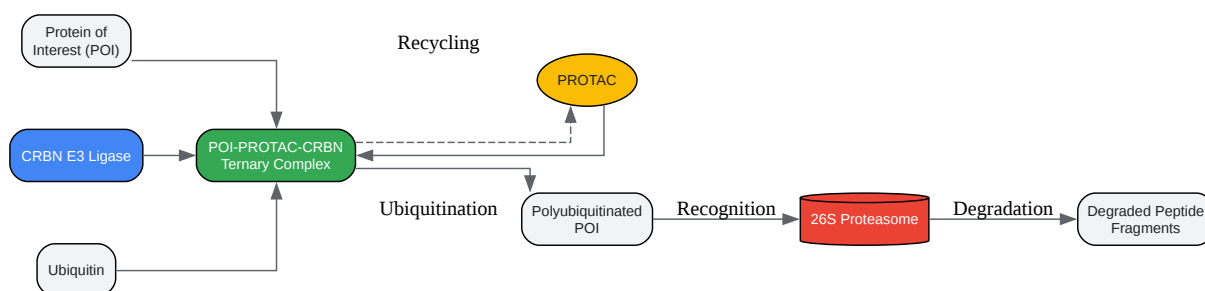 Protein of
Interest (POI)
Recycling
PROTAC
CRBN E3 Ligase
POI-PROTAC-CRBN
Ternary Complex
Ubiquitination
Polyubiquitinated
POI
Recognition
26S Proteasome
Degradation
Degraded Peptide
Fragments
Ubiquitin